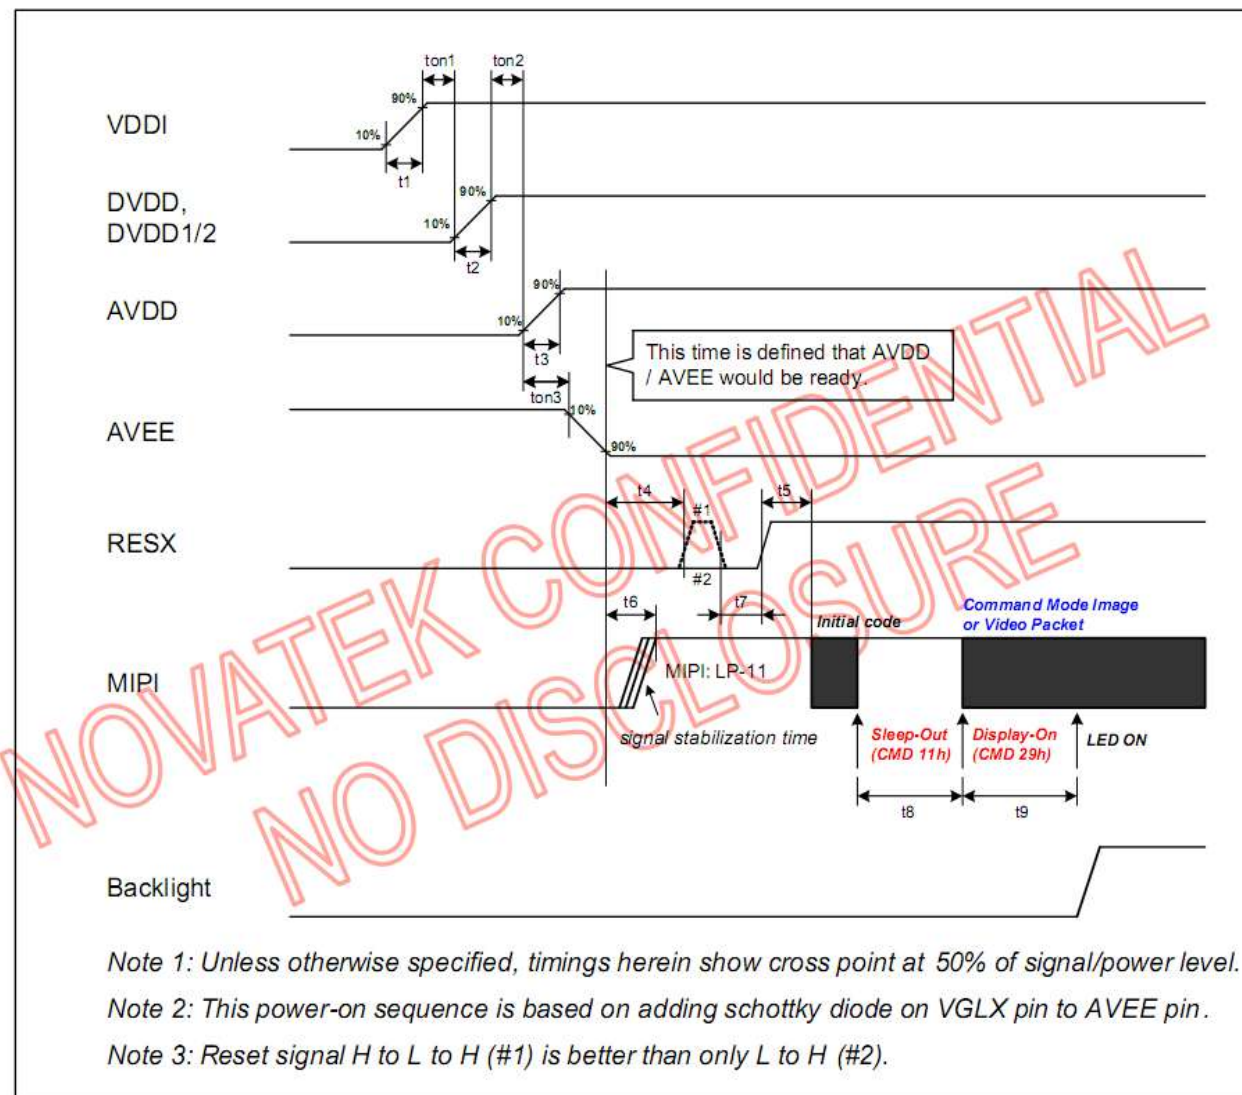 ton1
ton2
VDDI
90%
10%
t1
DVDD,
DVDD1/2
90%
10%
t2
AVDD
90%
10%
t3
This time is defined that AVDD
/ AVEE would be ready.
ton3
AVEE
10%
90%
RESX
t4
#1
#2
t5
t6
t7
MIPI
MIPI: LP-11
signal stabilization time
Initial code
Command Mode Image
or Video Packet
Sleep-Out
(CMD 11h)
Display-On
(CMD 29h)
LED ON
t8
t9
Backlight
NOVATEK CONFIDENTIAL
NO DISCLOSURE
Note 1: Unless otherwise specified, timings herein show cross point at 50% of signal/power level.
Note 2: This power-on sequence is based on adding schottky diode on VGLX pin to AVEE pin.
Note 3: Reset signal H to L to H (#1) is better than only L to H (#2).